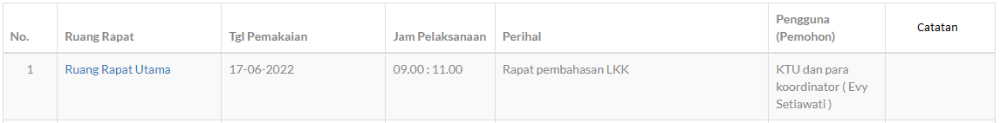 No. Ruang Rapat Tgl Pemakaian Jam Pelaksanaan Perihal Pengguna (Pemohon) Catatan
1 Ruang Rapat Utama 17-06-2022 09.00 : 11.00 Rapat pembahasan LKK KTU dan para
koordinator ( Evy
Setiawati )